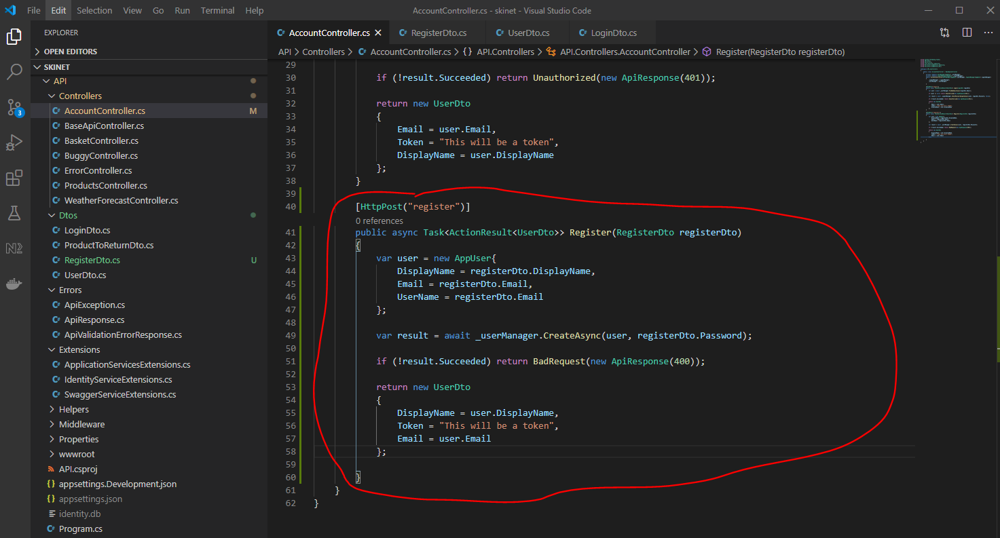 File Edit Selection View Go Run Terminal Help AccountController.cs - skinet - Visual Studio Code
EXPLORER
OPEN EDITORS
SKINET
API
Controllers
AccountController.cs M
BaseApiController.cs
BasketController.cs
BuggyController.cs
ErrorController.cs
ProductsController.cs
WeatherForecastController.cs
Dtos
LoginDto.cs
ProductToReturnDto.cs
RegisterDto.cs U
UserDto.cs
Errors
ApiException.cs
ApiResponse.cs
ApiValidationErrorResponse.cs
Extensions
ApplicationServicesExtensions.cs
IdentityServiceExtensions.cs
SwaggerServiceExtensions.cs
Helpers
Middleware
Properties
wwwroot
API.csproj
appsettings.Development.json
appsettings.json
identity.db
Program.cs
3
AccountController.cs RegisterDto.cs UserDto.cs LoginDto.cs
API > Controllers > AccountController.cs > {} API.Controllers > API.Controllers.AccountController > Register(RegisterDto registerDto)
29
30 if (!result.Succeeded) return Unauthorized(new ApiResponse(401));
31
32 return new UserDto
33 {
34 Email = user.Email,
35 Token = "This will be a token",
36 DisplayName = user.DisplayName
37 };
38 }
39
40 [HttpPost("register")]
0 references
41 public async Task<ActionResult<UserDto>> Register(RegisterDto registerDto)
42 {
43 var user = new AppUser{
44 DisplayName = registerDto.DisplayName,
45 Email = registerDto.Email,
46 UserName = registerDto.Email
47 };
48
49 var result = await _userManager.CreateAsync(user, registerDto.Password);
50
51 if (!result.Succeeded) return BadRequest(new ApiResponse(400));
52
53 return new UserDto
54 {
55 DisplayName = user.DisplayName,
56 Token = "This will be a token",
57 Email = user.Email
58 };
59
60 }
61 }
62 }